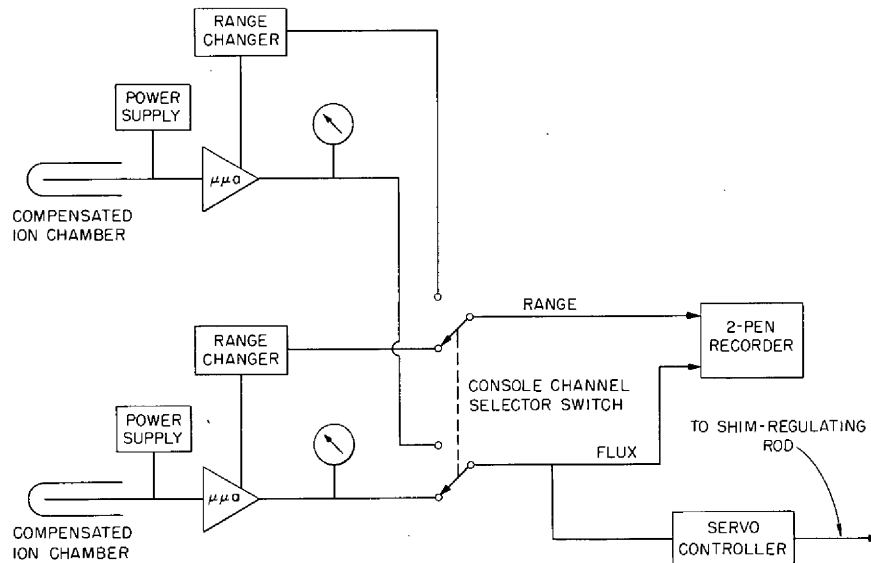 RANGE
CHANGER
POWER
SUPPLY
μμa
COMPENSATED
ION CHAMBER
RANGE
2-PEN
RECORDER
RANGE
CHANGER
CONSOLE CHANNEL
SELECTOR SWITCH
POWER
SUPPLY
TO SHIM-REGULATING
ROD
FLUX
μμa
COMPENSATED
ION CHAMBER
SERVO
CONTROLLER